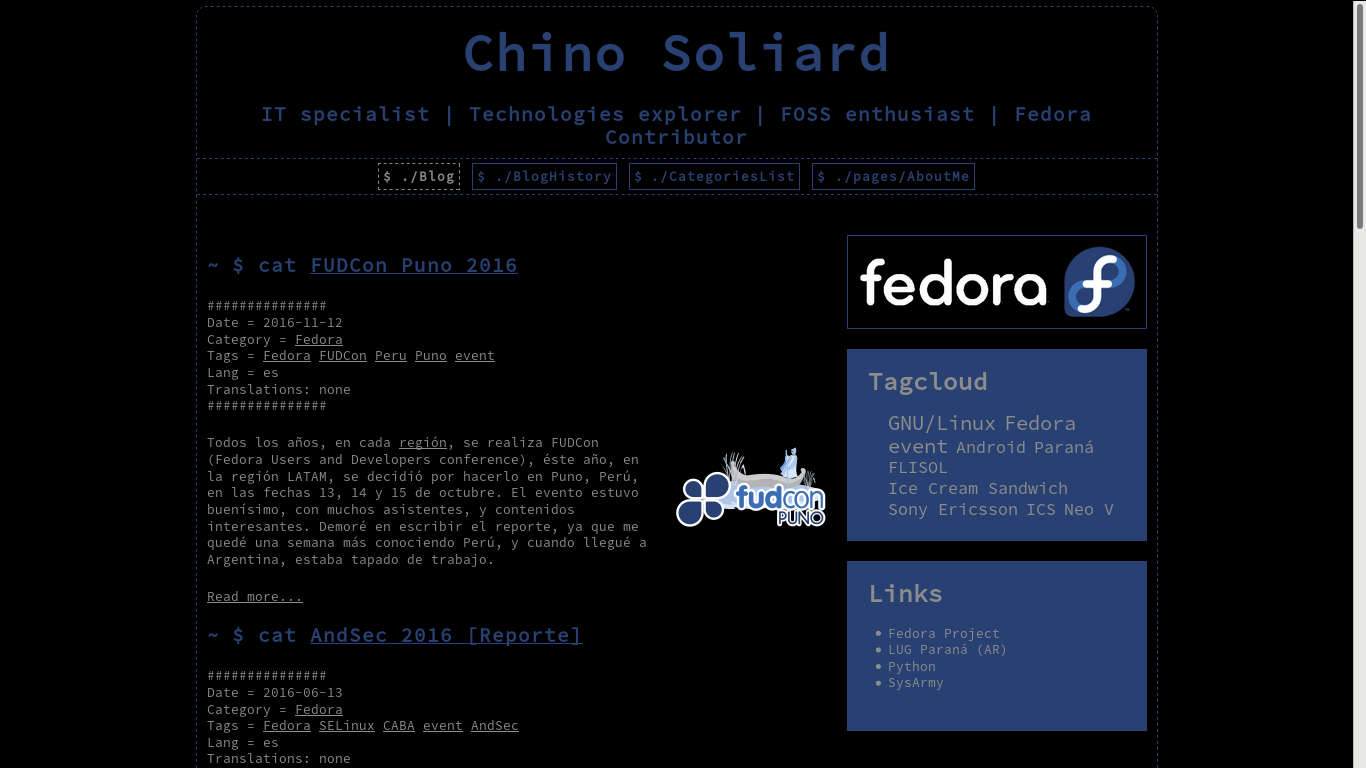 Chino Soliard
IT specialist | Technologies explorer | FOSS enthusiast | Fedora
Contributor
$ ./Blog $ ./BlogHistory $ ./CategoriesList $ ./pages/AboutMe
~ $ cat FUDCon Puno 2016
###############
Date = 2016-11-12
Category = Fedora
Tags = Fedora FUDCon Peru Puno event
Lang = es
Translations: none
###############
Todos los años, en cada región, se realiza FUDCon
(Fedora Users and Developers conference), éste año, en
la región LATAM, se decidió por hacerlo en Puno, Perú,
en las fechas 13, 14 y 15 de octubre. El evento estuvo
buenísimo, con muchos asistentes, y contenidos
interesantes. Demoré en escribir el reporte, ya que me
quedé una semana más conociendo Perú, y cuando llegué a
Argentina, estaba tapado de trabajo.
fudcon
PUNO
Read more...
~ $ cat AndSec 2016 [Reporte]
###############
Date = 2016-06-13
Category = Fedora
Tags = Fedora SELinux CABA event AndSec
Lang = es
Translations: none
fedora
Tagcloud
GNU/Linux Fedora
event Android Paraná
FLISOL
Ice Cream Sandwich
Sony Ericsson ICS Neo V
Links
Fedora Project
LUG Paraná (AR)
Python
SysArmy